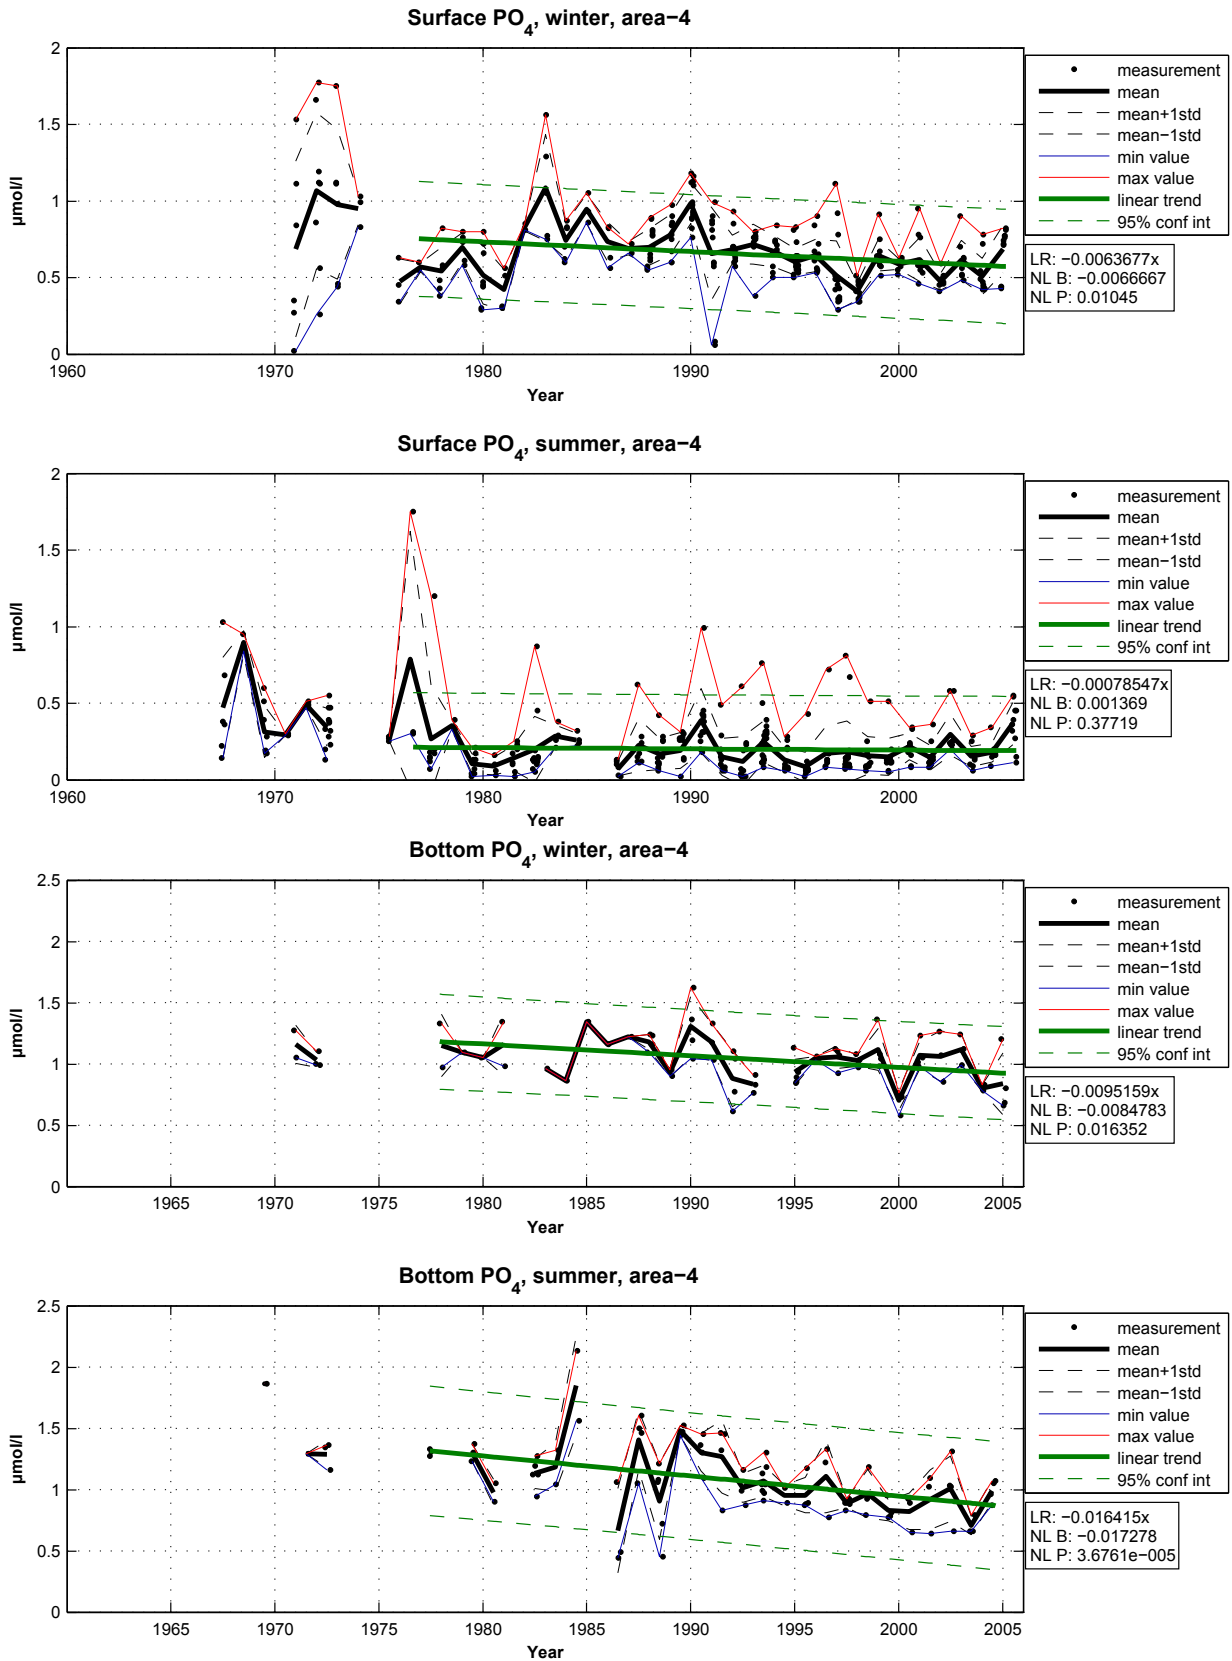 Surface PO4, winter, area−4
2
1.5
1
0.5
0
µmol/l
1960 1970 1980 1990 2000
Year
measurement
mean
mean+1std
mean−1std
min value
max value
linear trend
95% conf int
LR: −0.0063677x
NL B: −0.0066667
NL P: 0.01045
Surface PO4, summer, area−4
2
1.5
1
0.5
0
µmol/l
1960 1970 1980 1990 2000
Year
measurement
mean
mean+1std
mean−1std
min value
max value
linear trend
95% conf int
LR: −0.00078547x
NL B: 0.001369
NL P: 0.37719
Bottom PO4, winter, area−4
2.5
2
1.5
1
0.5
0
µmol/l
1965 1970 1975 1980 1985 1990 1995 2000 2005
Year
measurement
mean
mean+1std
mean−1std
min value
max value
linear trend
95% conf int
LR: −0.0095159x
NL B: −0.0084783
NL P: 0.016352
Bottom PO4, summer, area−4
2.5
2
1.5
1
0.5
0
µmol/l
1965 1970 1975 1980 1985 1990 1995 2000 2005
Year
measurement
mean
mean+1std
mean−1std
min value
max value
linear trend
95% conf int
LR: −0.016415x
NL B: −0.017278
NL P: 3.6761e−005